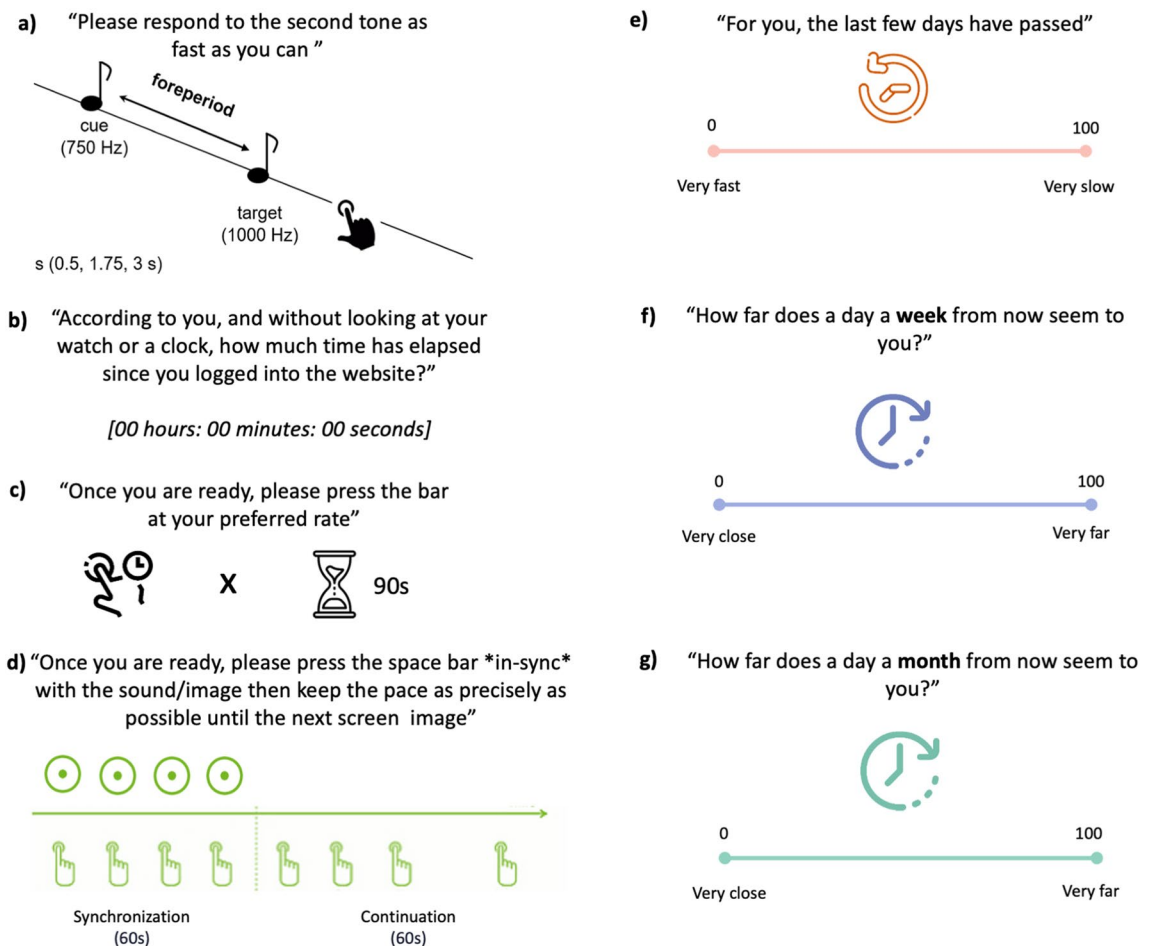 a) “Please respond to the second tone as
fast as you can ”
foreperiod
cue
(750 Hz)
target
(1000 Hz)
s (0.5, 1.75, 3 s)
b) “According to you, and without looking at your
watch or a clock, how much time has elapsed
since you logged into the website?”
[00 hours: 00 minutes: 00 seconds]
c) “Once you are ready, please press the bar
at your preferred rate”
X
90s
d) “Once you are ready, please press the space bar *in-sync*
with the sound/image then keep the pace as precisely as
possible until the next screen image”
Synchronization
(60s)
Continuation
(60s)
e) “For you, the last few days have passed”
0
100
Very fast
Very slow
f) “How far does a day a week from now seem to
you?”
0
100
Very close
Very far
g) “How far does a day a month from now seem to
you?”
0
100
Very close
Very far